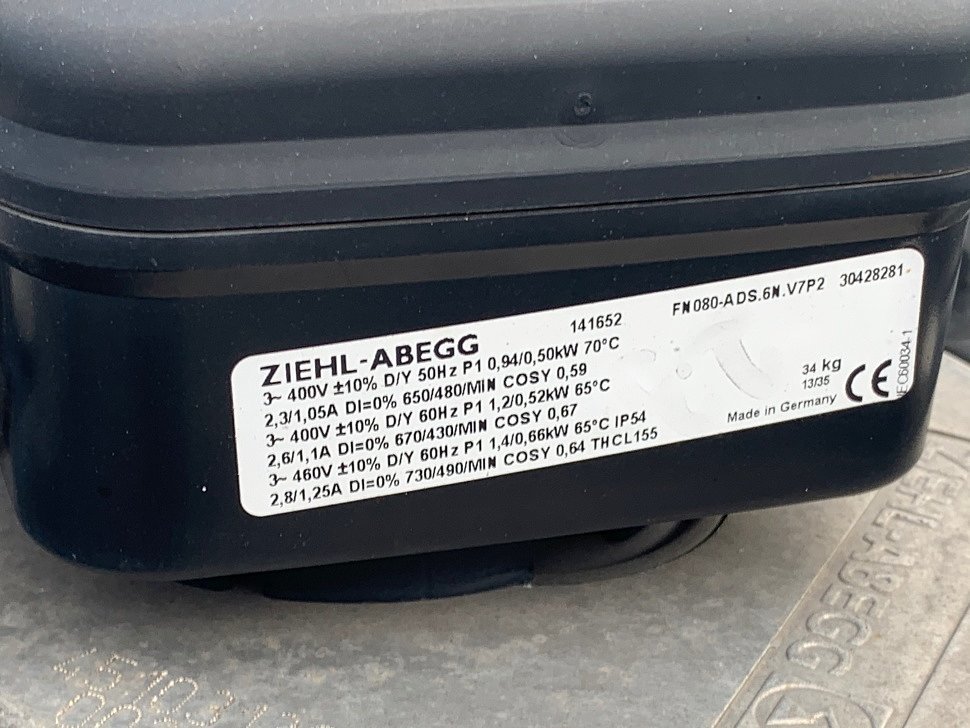 ZIEHL-ABEGG 141652 FN080-ADS.6N.V7P2 30428281
3~ 400V ±10% D/Y 50Hz P1 0,94/0,50kW 70°C
2,3/1,05A DI=0% 650/480/MIN COSY 0,59
3~ 400V ±10% D/Y 60Hz P1 1,2/0,52kW 65°C
2,6/1,1A DI=0% 670/430/MIN COSY 0,67
3~ 460V ±10% D/Y 60Hz P1 1,4/0,66kW 65°C IP54
2,8/1,25A DI=0% 730/490/MIN COSY 0,64 THCL155
34 kg
13/35
Made in Germany
CE
IEC60034-1
ZIEHL-ABEGG